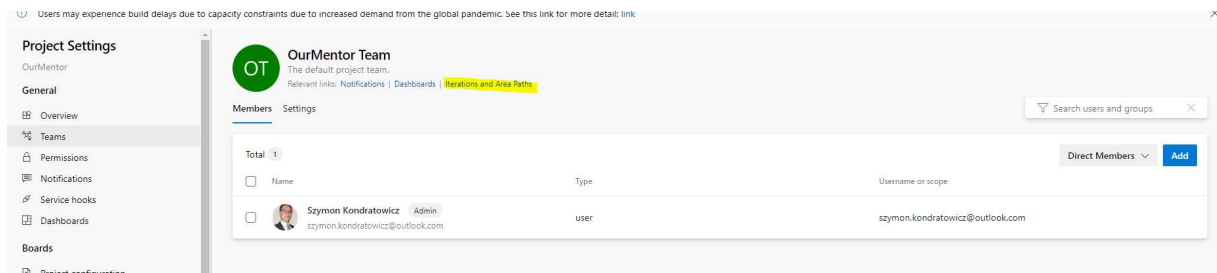 Users may experience build delays due to capacity constraints due to increased demand from the global pandemic. See this link for more detail: link
Project Settings
OurMentor
General
Overview
Teams
Permissions
Notifications
Service hooks
Dashboards
Boards
Project configuration
OT
OurMentor Team
The default project team.
Relevant links: Notifications | Dashboards | Iterations and Area Paths
Members Settings
Search users and groups
Total 1
Direct Members
Add
Name Type Username or scope
Szymon Kondratowicz Admin
szymon.kondratowicz@outlook.com
user
szymon.kondratowicz@outlook.com